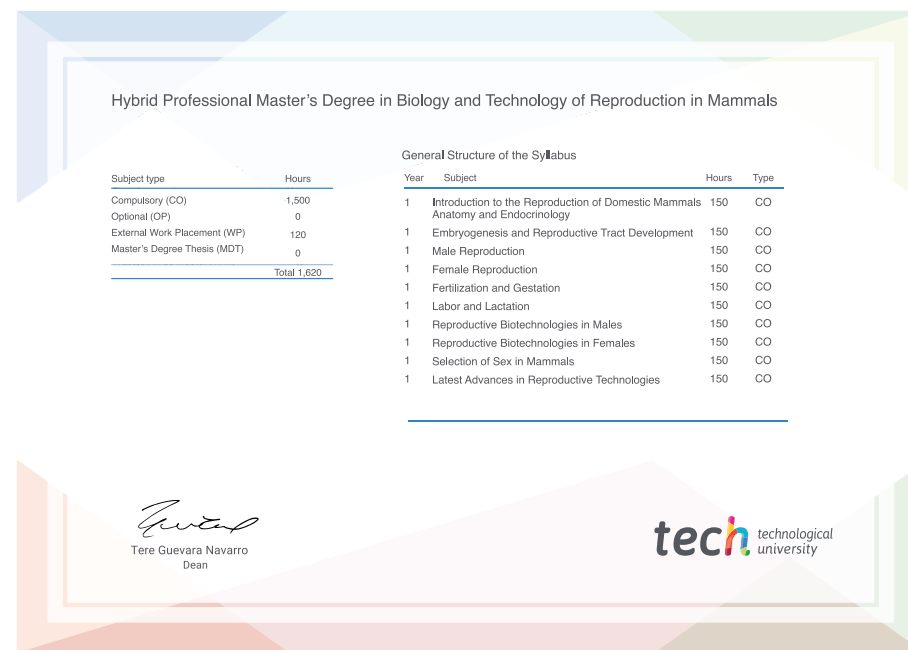 Hybrid Professional Master's Degree in Biology and Technology of Reproduction in Mammals
Subject type Hours
Compulsory (CO) 1,500
Optional (OP) 0
External Work Placement (WP) 120
Master's Degree Thesis (MDT) 0
Total 1,620
General Structure of the Syllabus
Year Subject Hours Type
1 Introduction to the Reproduction of Domestic Mammals 150 CO
Anatomy and Endocrinology
1 Embryogenesis and Reproductive Tract Development 150 CO
1 Male Reproduction 150 CO
1 Female Reproduction 150 CO
1 Fertilization and Gestation 150 CO
1 Labor and Lactation 150 CO
1 Reproductive Biotechnologies in Males 150 CO
1 Reproductive Biotechnologies in Females 150 CO
1 Selection of Sex in Mammals 150 CO
1 Latest Advances in Reproductive Technologies 150 CO
Tere Guevara Navarro
Dean
tech technological
university